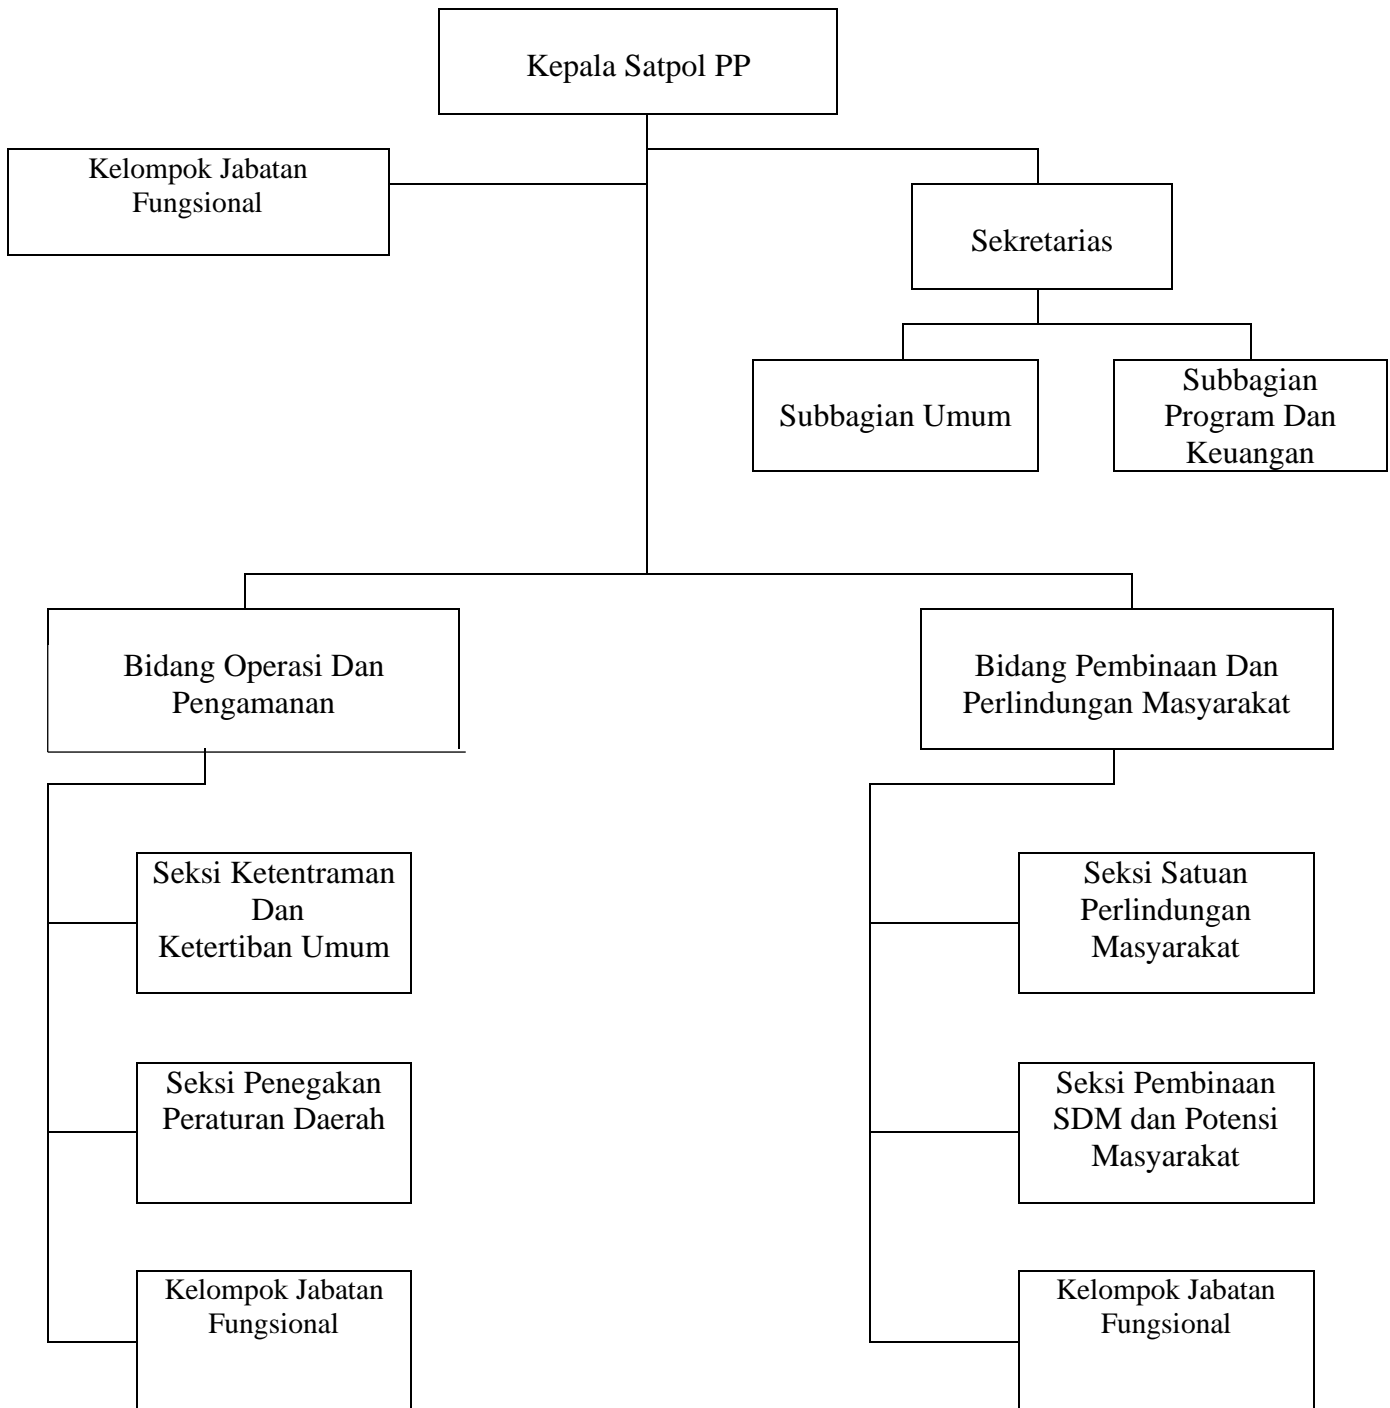 Kepala Satpol PP
Kelompok Jabatan
Fungsional
Sekretarias
Subbagian Umum
Subbagian
Program Dan
Keuangan
Bidang Operasi Dan
Pengamanan
Bidang Pembinaan Dan
Perlindungan Masyarakat
Seksi Ketentraman
Dan
Ketertiban Umum
Seksi Penegakan
Peraturan Daerah
Kelompok Jabatan
Fungsional
Seksi Satuan
Perlindungan
Masyarakat
Seksi Pembinaan
SDM dan Potensi
Masyarakat
Kelompok Jabatan
Fungsional